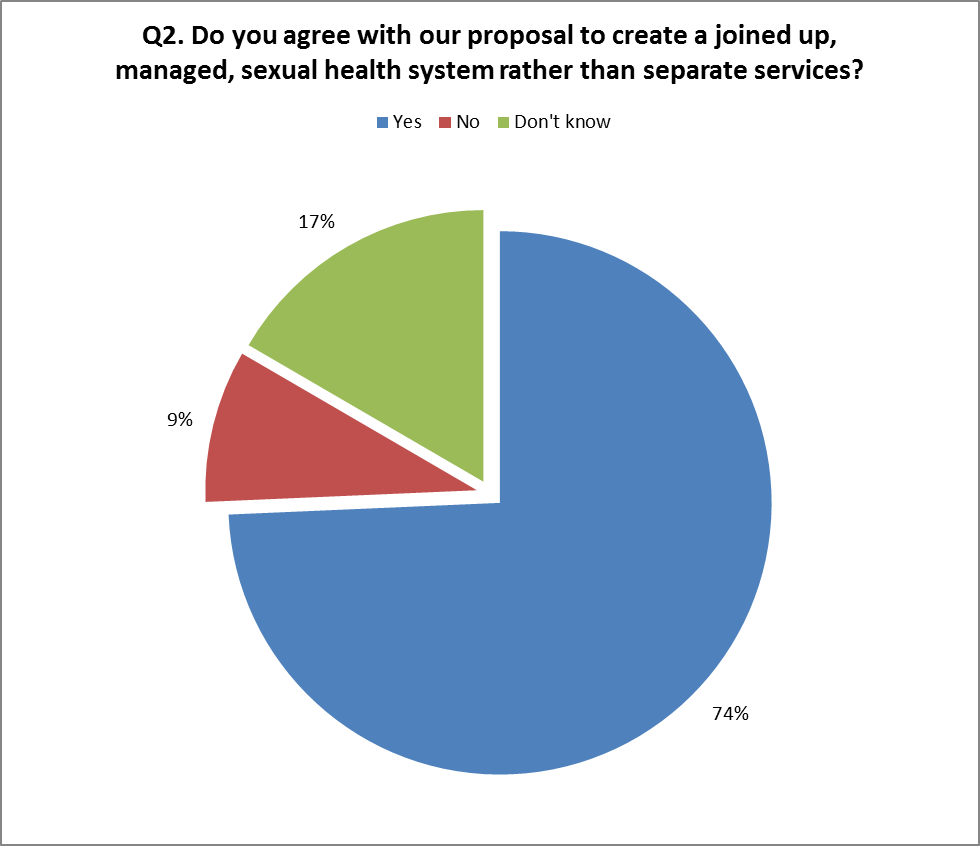 Q2. Do you agree with our proposal to create a joined up,
managed, sexual health system rather than separate services?
Yes No Don't know
17%
9%
74%